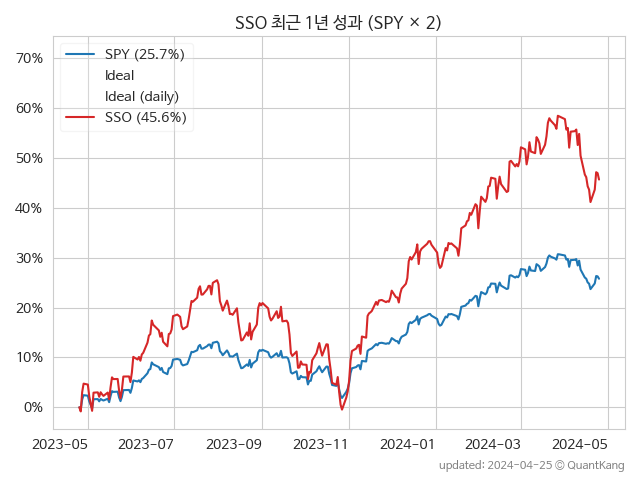 SSO 최근 1년 성과 (SPY × 2)
SPY (25.7%)
Ideal
Ideal (daily)
SSO (45.6%)
70%
60%
50%
40%
30%
20%
10%
0%
2023-05 2023-07 2023-09 2023-11 2024-01 2024-03 2024-05
updated: 2024-04-25 © QuantKang